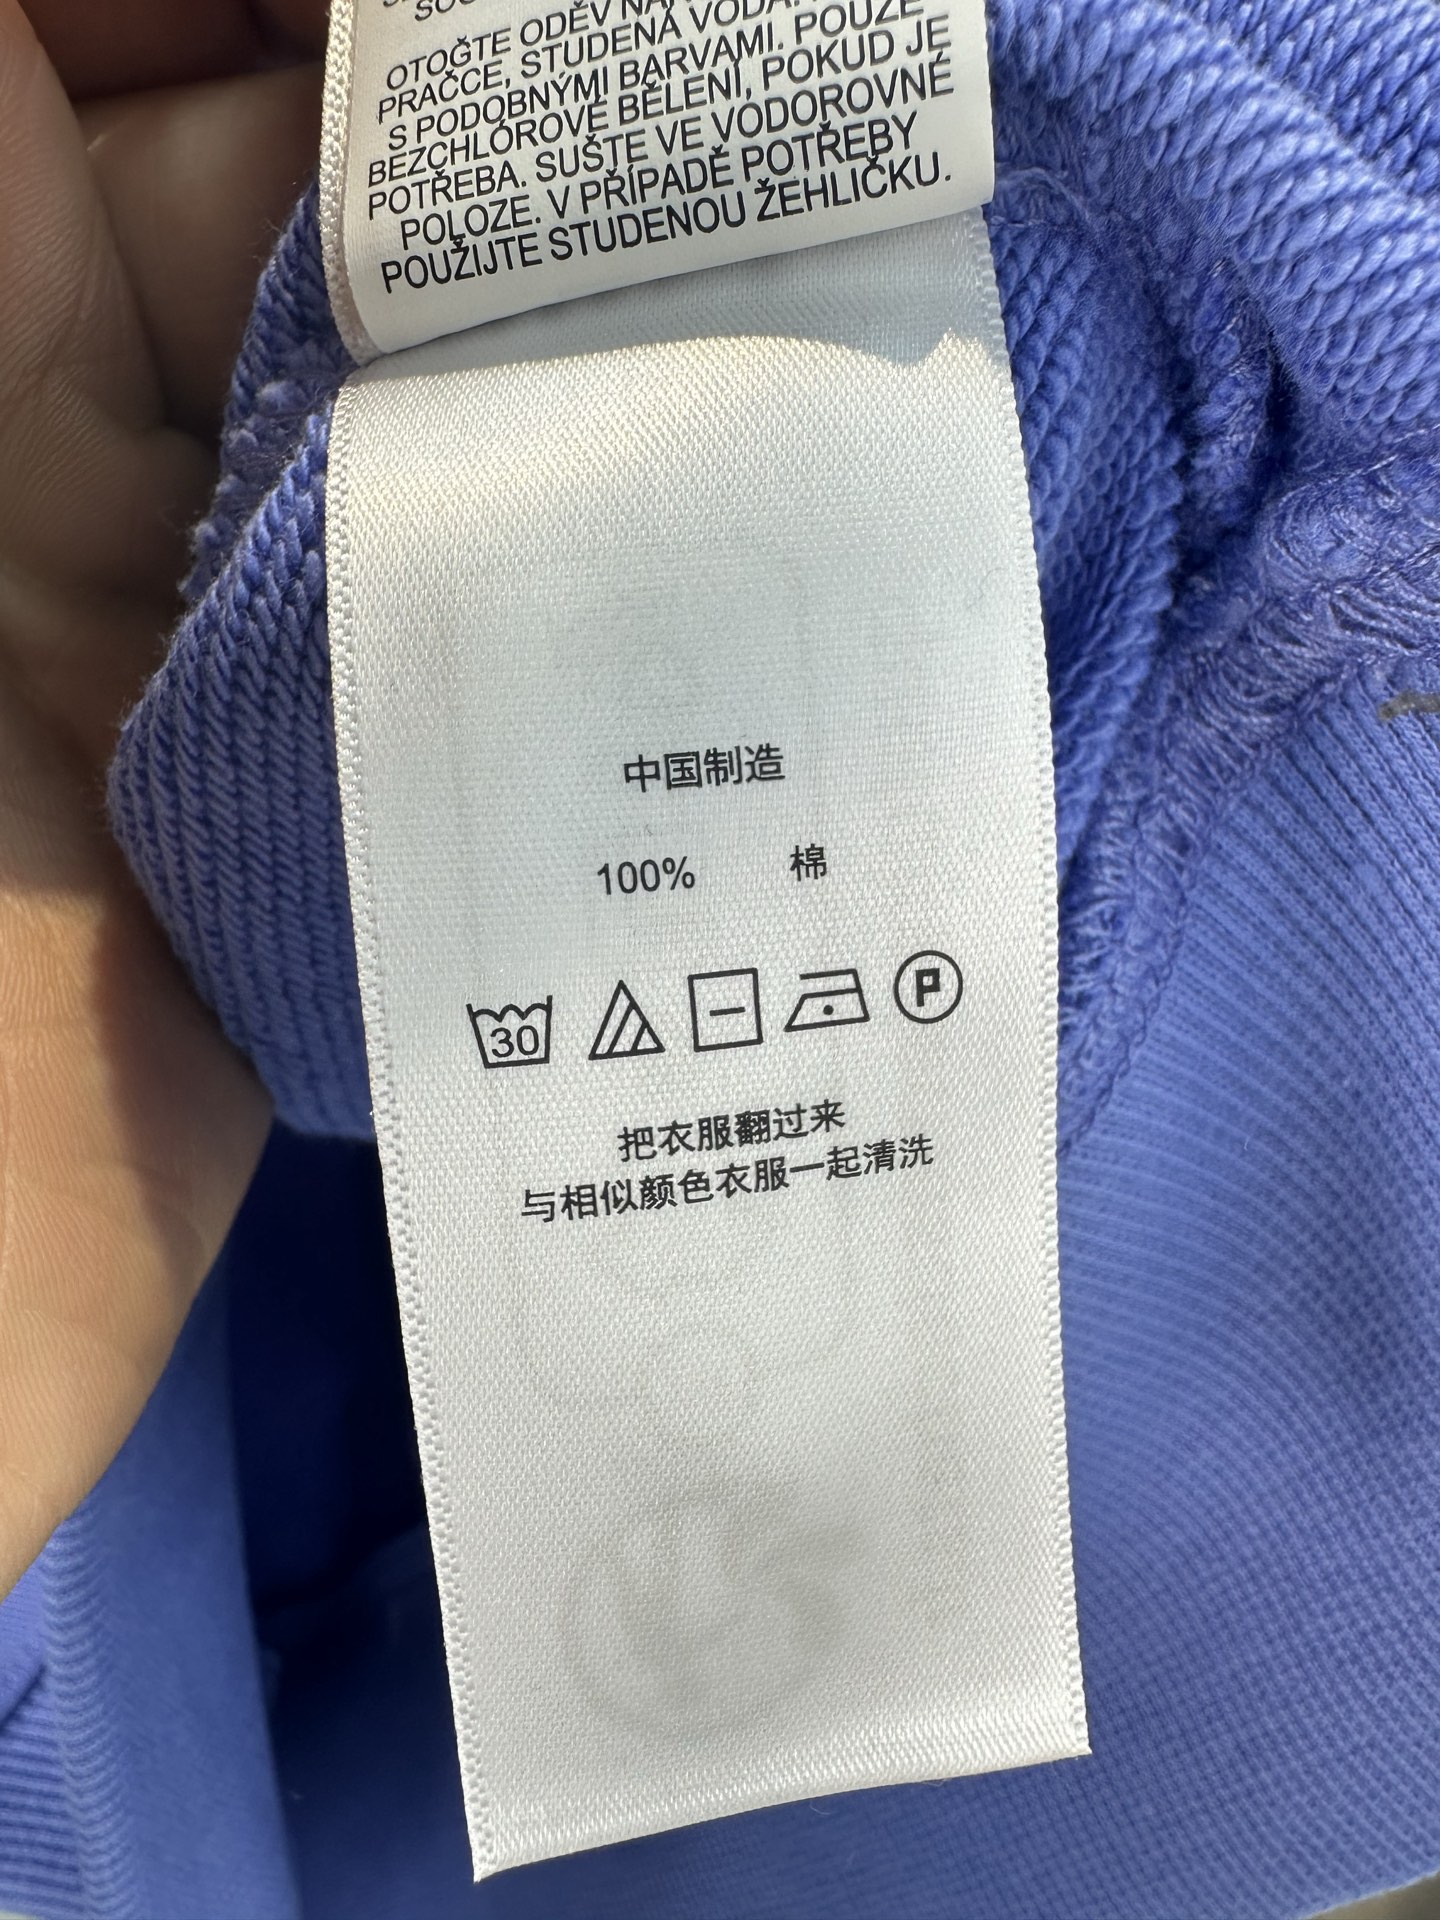 OTOČTE ODĚV
PRAČCE, STUDENÁ VODA.
S PODOBNÝMI BARVAMI. POUZE
BEZCHLÓROVÉ BĚLENÍ, POKUD JE
POTŘEBA. SUŠTE VE VODOROVNÉ
POLOZE. V PŘÍPADĚ POTŘEBY
POUŽIJTE STUDENOU ŽEHLIČKU.
中国制造
100% 棉
30
P
把衣服翻过来
与相似颜色衣服一起清洗